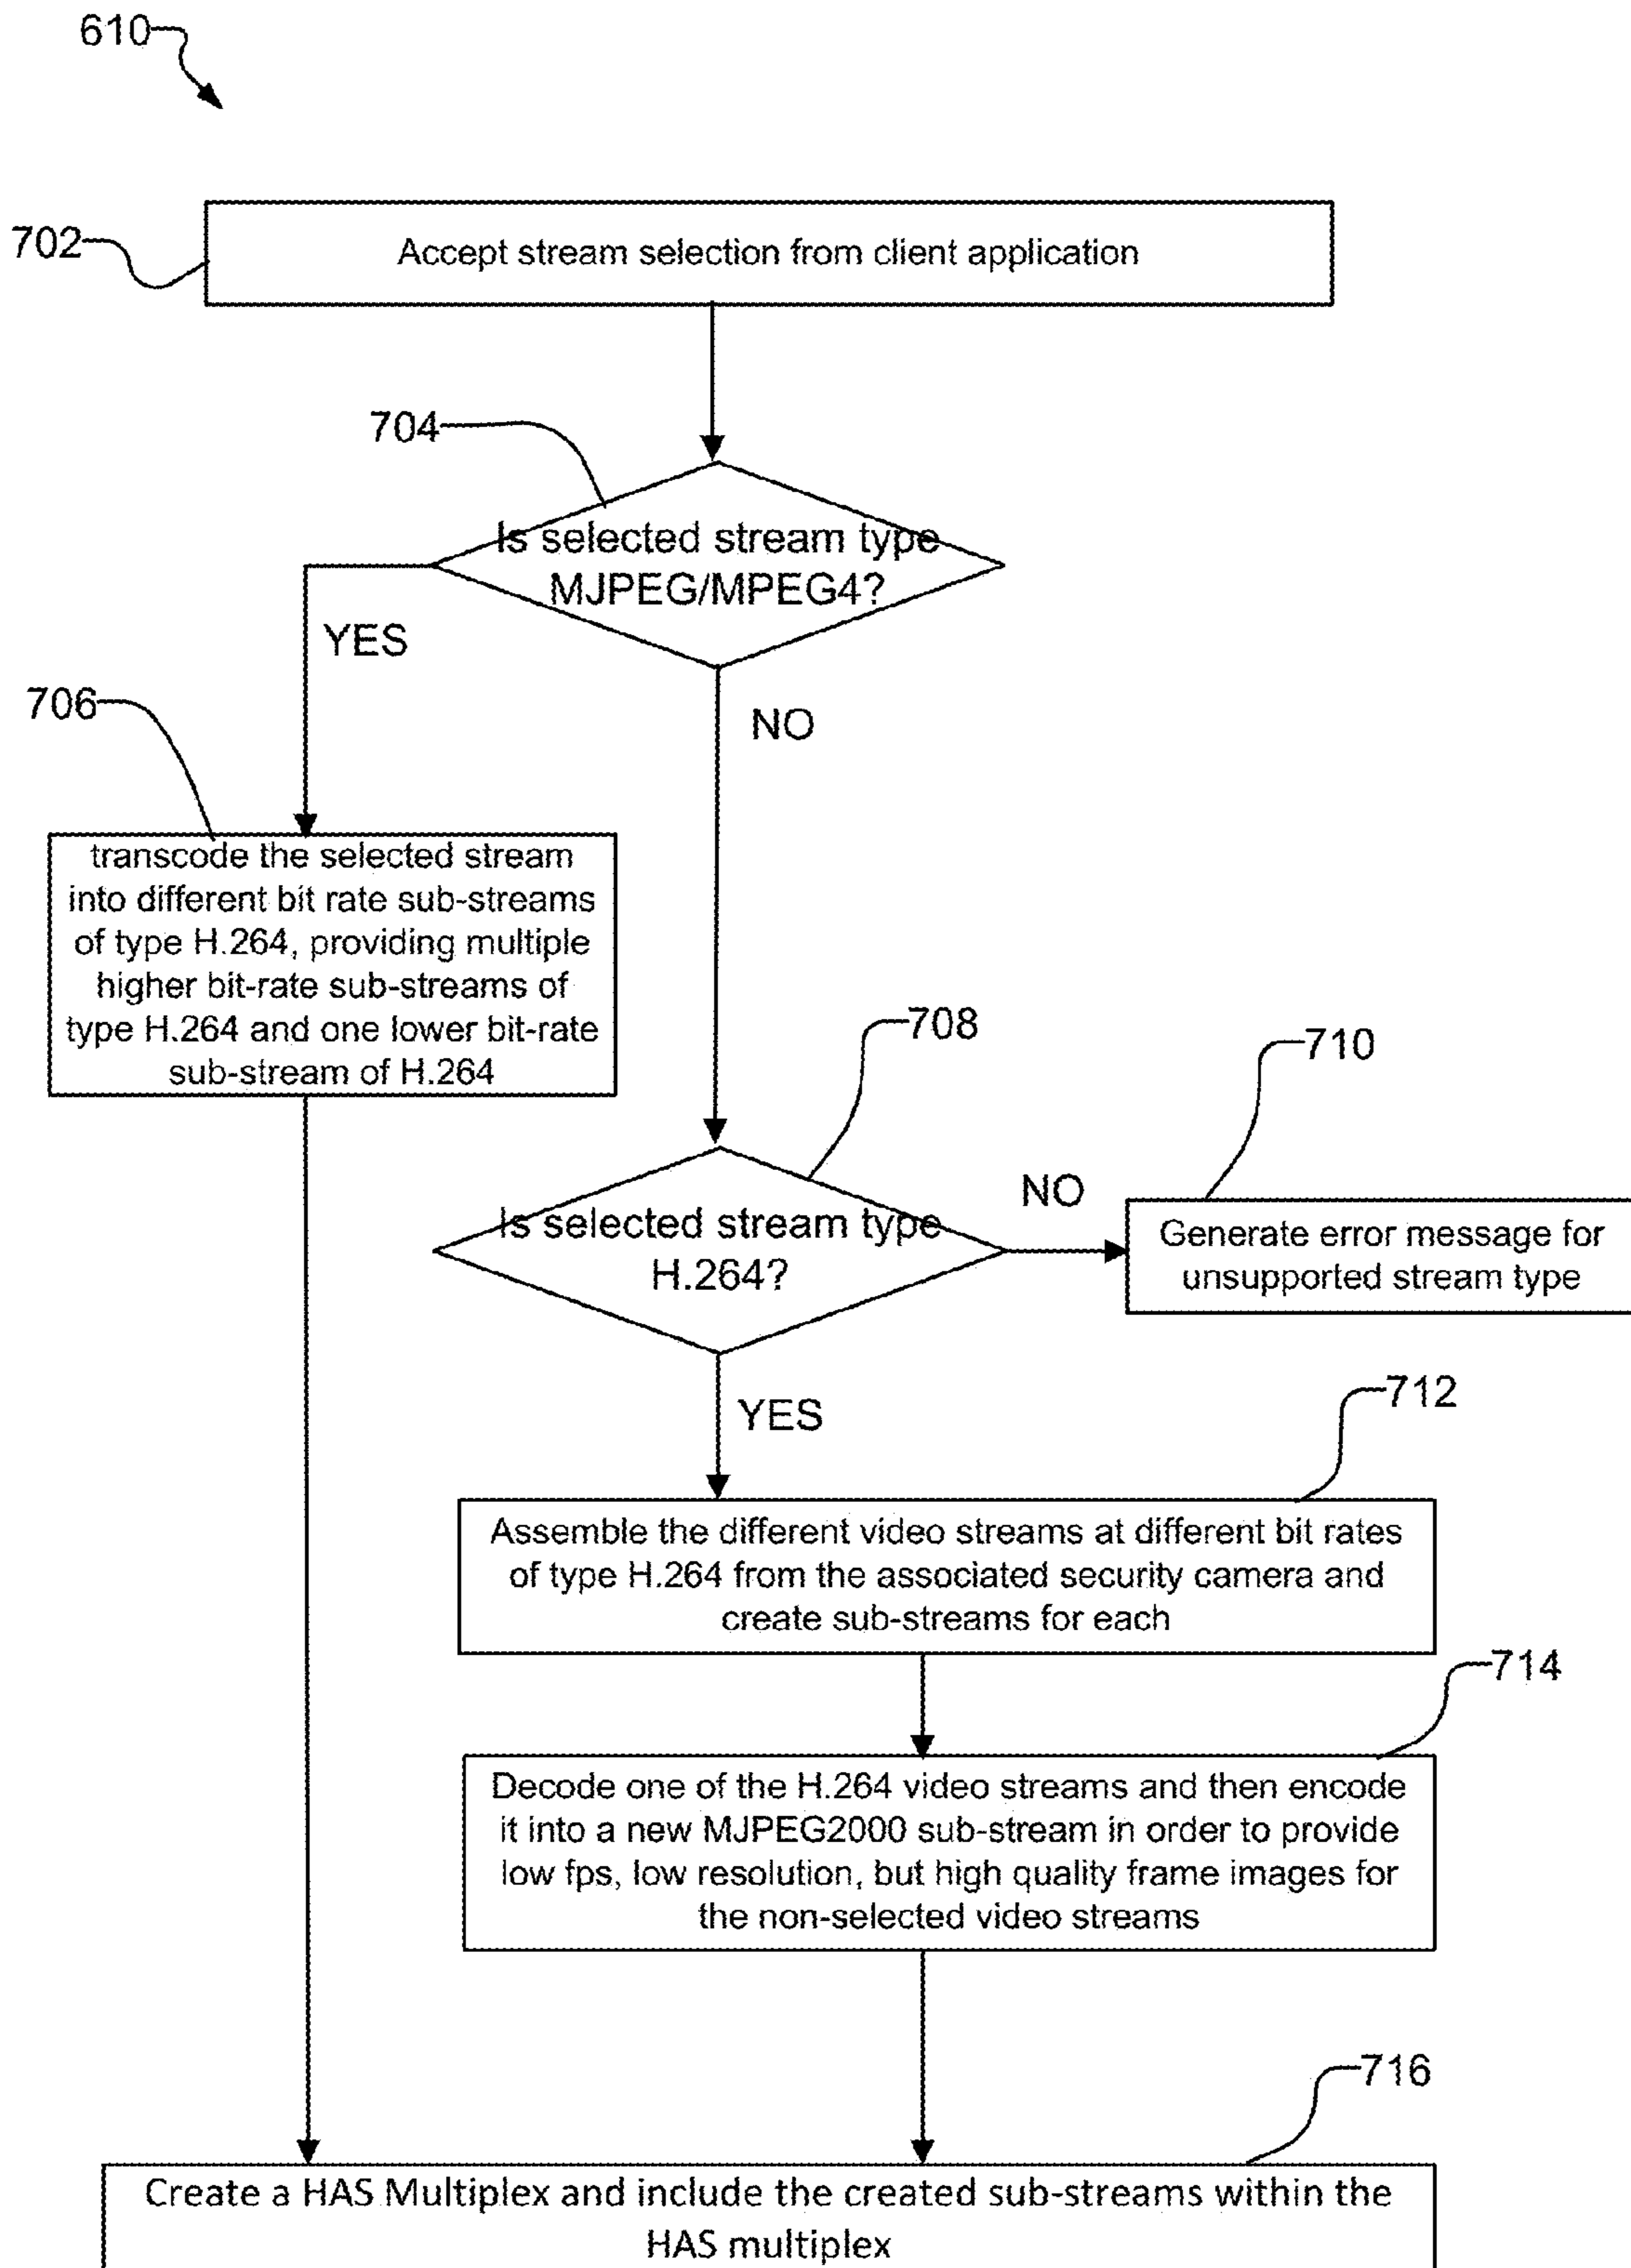 610
702
Accept stream selection from client application
704
Is selected stream type
MJPEG/MPEG4?
YES
NO
706
transcode the selected stream
into different bit rate sub-streams
of type H.264, providing multiple
higher bit-rate sub-streams of
type H.264 and one lower bit-rate
sub-stream of H.264
708
Is selected stream type
H.264?
NO
710
Generate error message for
unsupported stream type
YES
712
Assemble the different video streams at different bit rates
of type H.264 from the associated security camera and
create sub-streams for each
714
Decode one of the H.264 video streams and then encode
it into a new MJPEG2000 sub-stream in order to provide
low fps, low resolution, but high quality frame images for
the non-selected video streams
716
Create a HAS Multiplex and include the created sub-streams within the
HAS multiplex